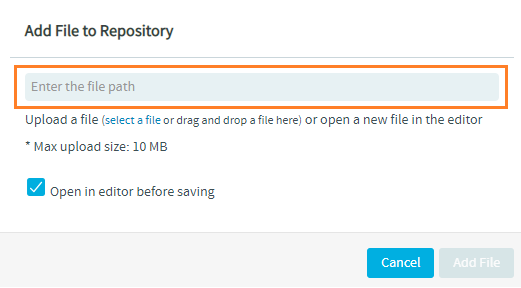 Add File to Repository
Enter the file path
Upload a file (select a file or drag and drop a file here) or open a new file in the editor
* Max upload size: 10 MB
Open in editor before saving
Cancel
Add File